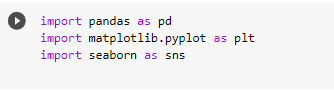 import pandas as pd
import matplotlib.pyplot as plt
import seaborn as sns